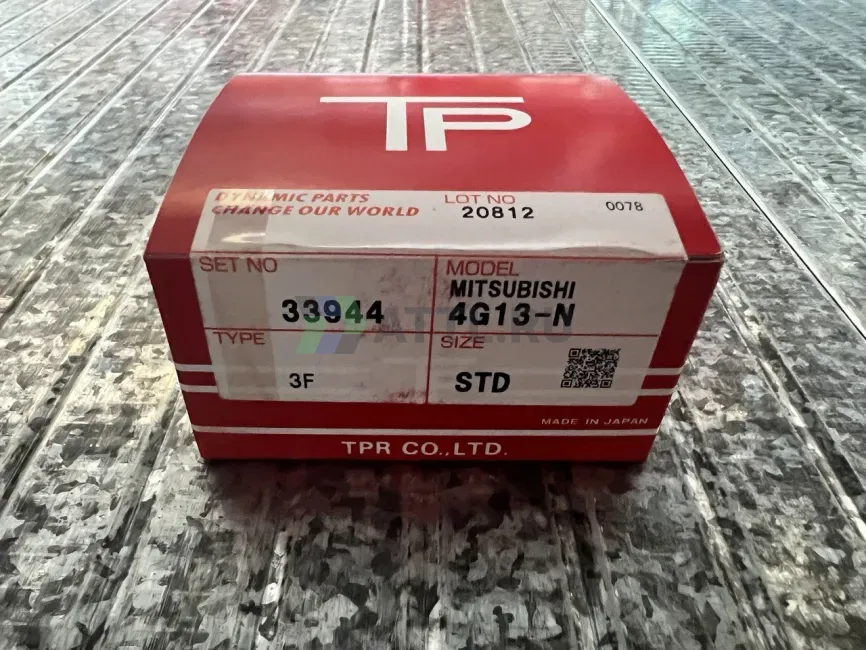 TP
DYNAMIC PARTS
CHANGE OUR WORLD
LOT NO
20812
0078
SET NO
33944
MODEL
MITSUBISHI
4G13-N
TYPE
3F
SIZE
STD
MADE IN JAPAN
TPR CO.,LTD.